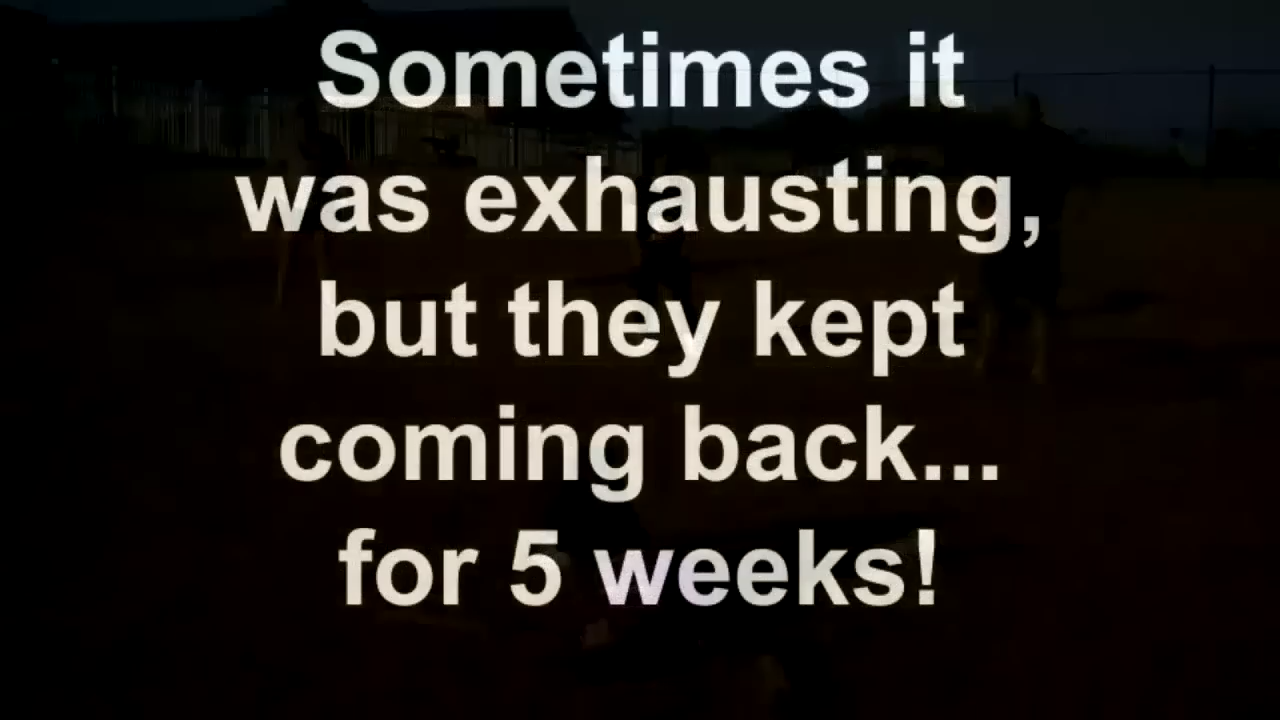 Sometimes it
was exhausting,
but they kept
coming back...
for 5 weeks!